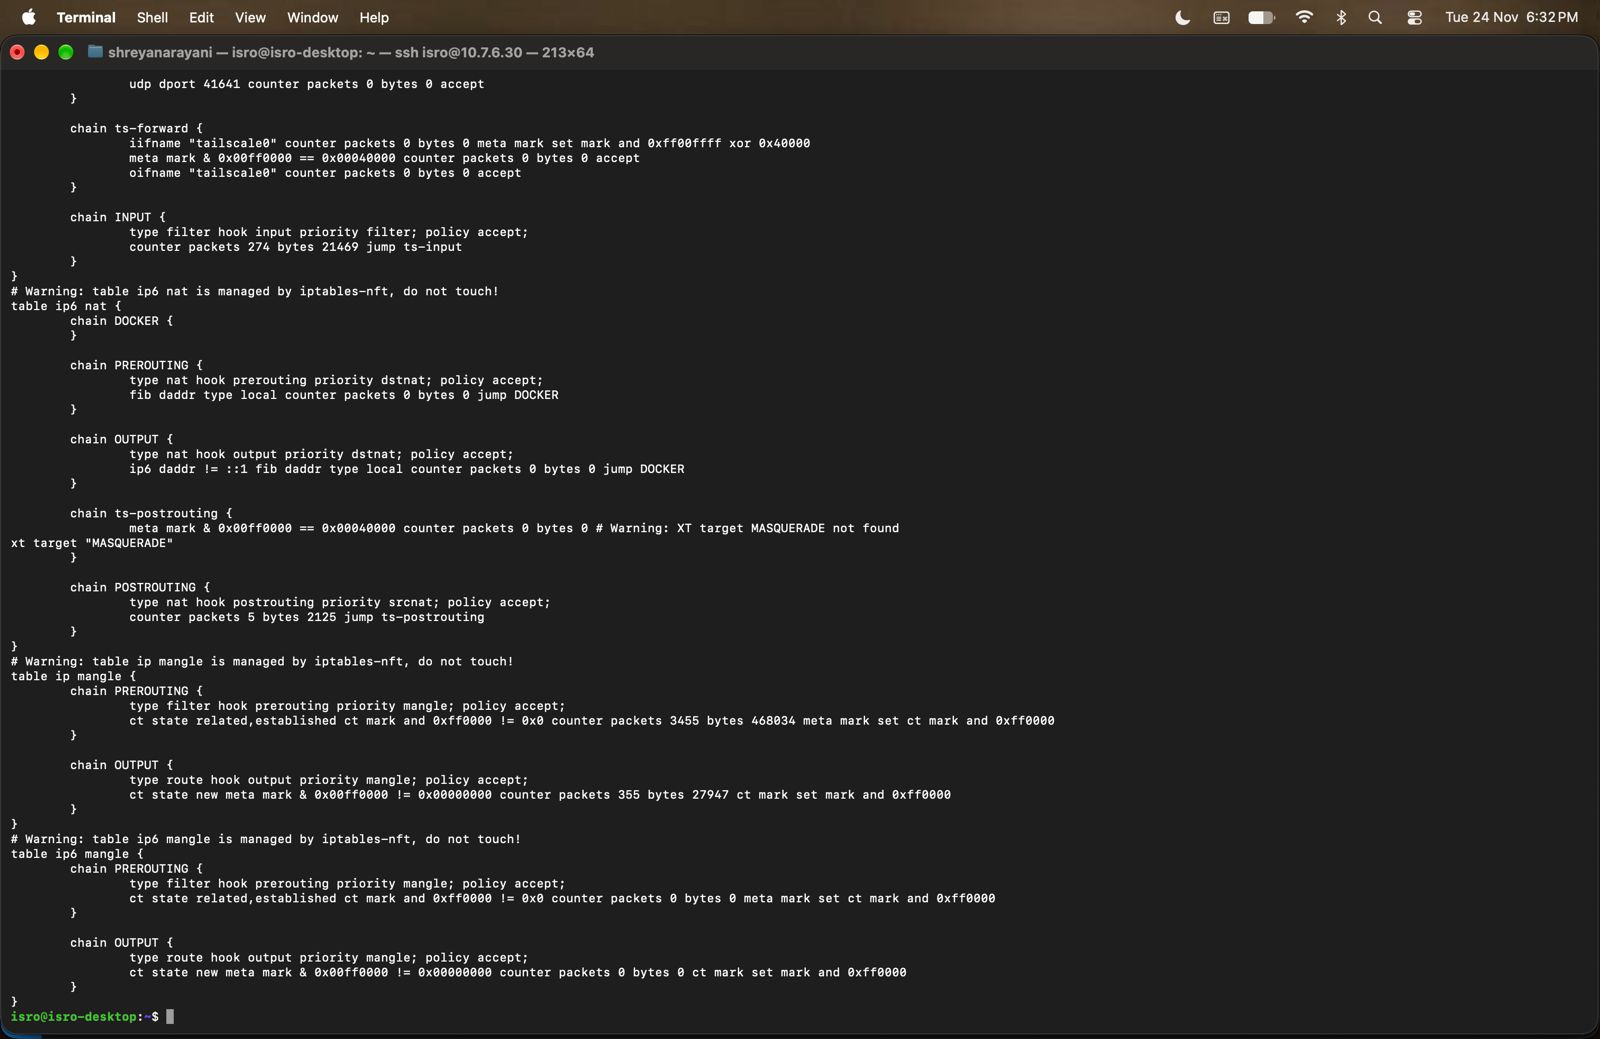 Terminal Shell Edit View Window Help Tue 24 Nov 6:32 PM
shreyanarayani — isro@isro-desktop: ~ — ssh isro@10.7.6.30 — 213×64
udp dport 41641 counter packets 0 bytes 0 accept
}
chain ts-forward {
iifname "tailscale0" counter packets 0 bytes 0 meta mark set mark and 0xff00ffff xor 0x40000
meta mark & 0x00ff0000 == 0x00040000 counter packets 0 bytes 0 accept
oifname "tailscale0" counter packets 0 bytes 0 accept
}
chain INPUT {
type filter hook input priority filter; policy accept;
counter packets 274 bytes 21469 jump ts-input
}
}
# Warning: table ip6 nat is managed by iptables-nft, do not touch!
table ip6 nat {
chain DOCKER {
}
chain PREROUTING {
type nat hook prerouting priority dstnat; policy accept;
fib daddr type local counter packets 0 bytes 0 jump DOCKER
}
chain OUTPUT {
type nat hook output priority dstnat; policy accept;
ip6 daddr != ::1 fib daddr type local counter packets 0 bytes 0 jump DOCKER
}
chain ts-postrouting {
meta mark & 0x00ff0000 == 0x00040000 counter packets 0 bytes 0 # Warning: XT target MASQUERADE not found
xt target "MASQUERADE"
}
chain POSTROUTING {
type nat hook postrouting priority srcnat; policy accept;
counter packets 5 bytes 2125 jump ts-postrouting
}
}
# Warning: table ip mangle is managed by iptables-nft, do not touch!
table ip mangle {
chain PREROUTING {
type filter hook prerouting priority mangle; policy accept;
ct state related,established ct mark and 0xff0000 != 0x0 counter packets 3455 bytes 468034 meta mark set ct mark and 0xff0000
}
chain OUTPUT {
type route hook output priority mangle; policy accept;
ct state new meta mark & 0x00ff0000 != 0x00000000 counter packets 355 bytes 27947 ct mark set mark and 0xff0000
}
}
# Warning: table ip6 mangle is managed by iptables-nft, do not touch!
table ip6 mangle {
chain PREROUTING {
type filter hook prerouting priority mangle; policy accept;
ct state related,established ct mark and 0xff0000 != 0x0 counter packets 0 bytes 0 meta mark set ct mark and 0xff0000
}
chain OUTPUT {
type route hook output priority mangle; policy accept;
ct state new meta mark & 0x00ff0000 != 0x00000000 counter packets 0 bytes 0 ct mark set mark and 0xff0000
}
}
isro@isro-desktop:~$